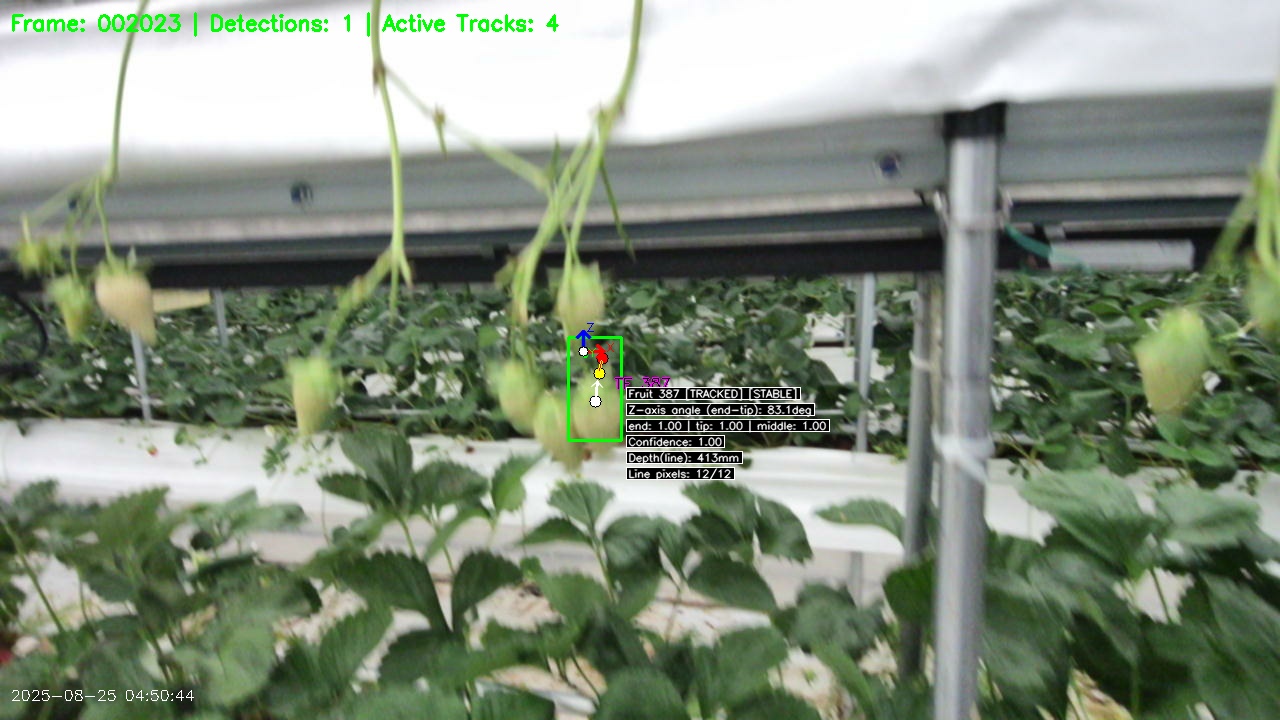 Frame: 002023 | Detections: 1 | Active Tracks: 4
Z
TF 387
Fruit 387 [TRACKED] [STABLE]
Z-axis angle (end-tip): 83.1deg
end: 1.00 | tip: 1.00 | middle: 1.00
Confidence: 1.00
Depth(line): 413mm
Line pixels: 12/12
2025-08-25 04:50:44